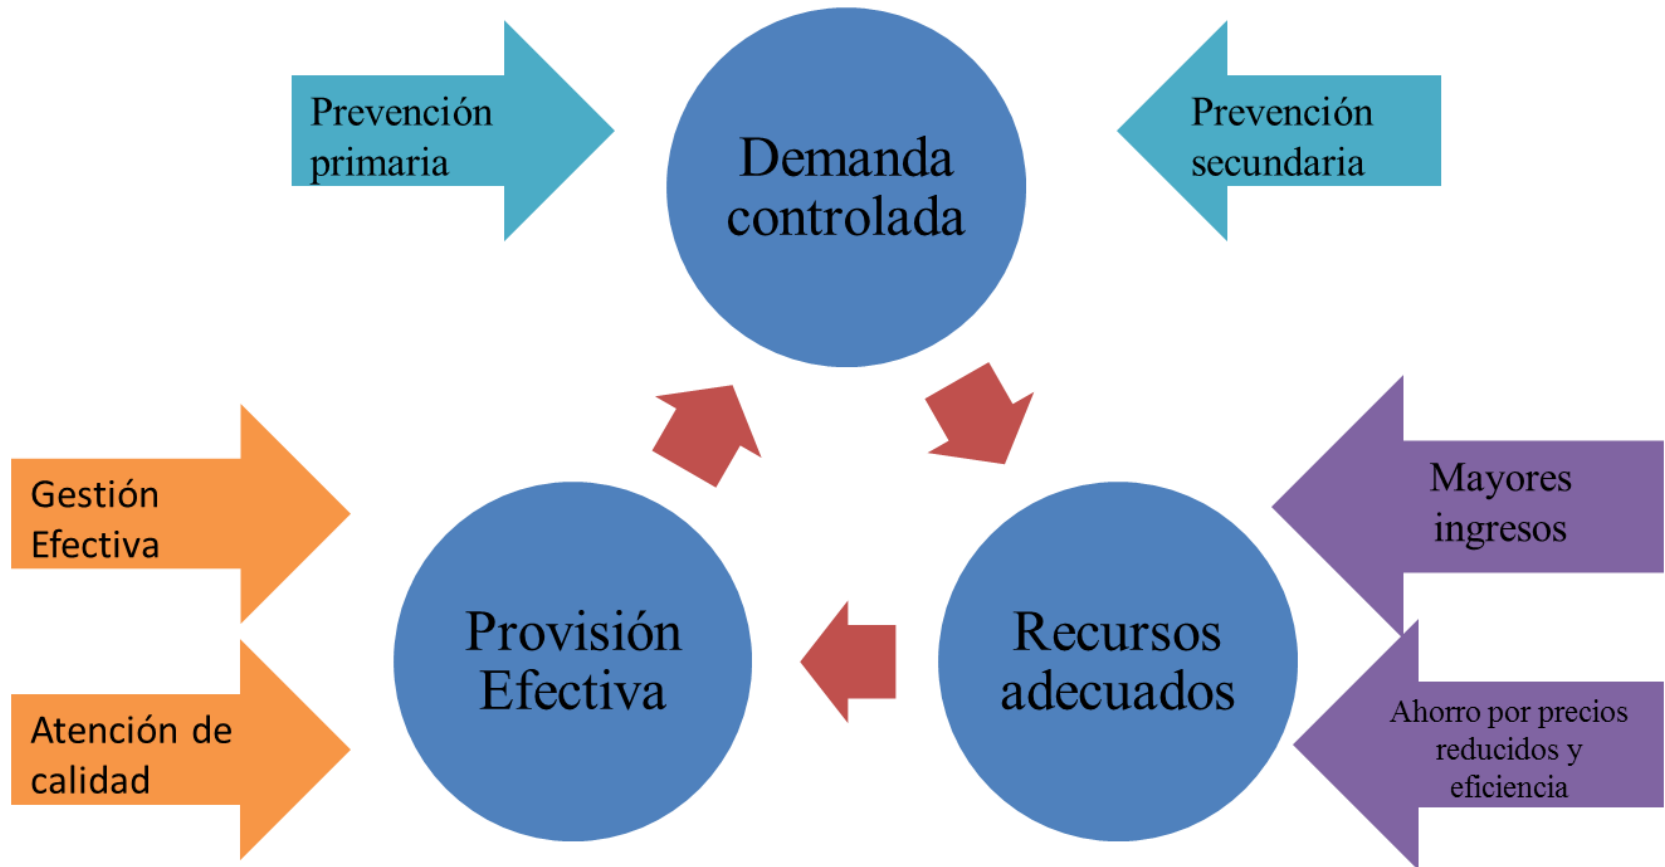 Prevención
primaria
Demanda
controlada
Prevención
secundaria
Gestión
Efectiva
Atención de
calidad
Provisión
Efectiva
Recursos
adecuados
Mayores
ingresos
Ahorro por precios
reducidos y
eficiencia